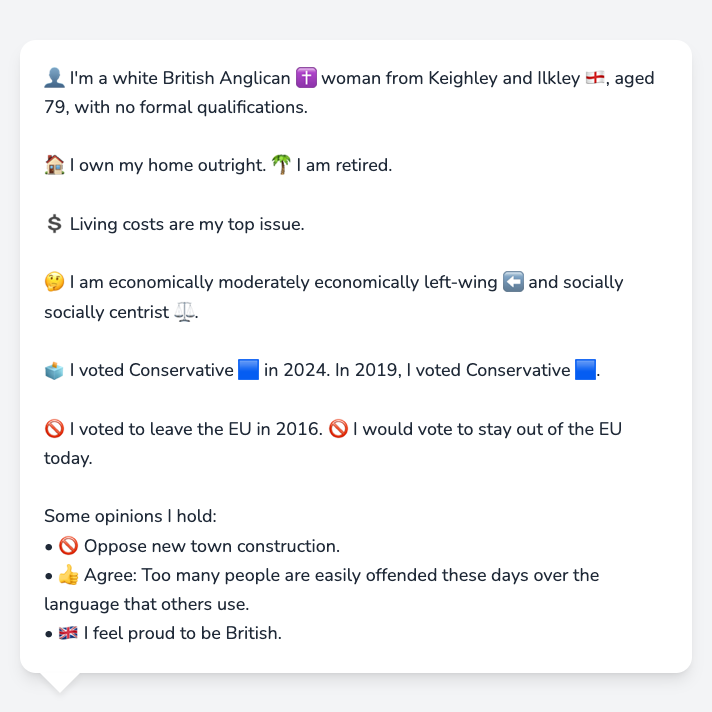 👤 I'm a white British Anglican ✝️ woman from Keighley and Ilkley 🏴󠁧󠁢󠁥󠁮󠁧󠁿, aged
79, with no formal qualifications.
🏠 I own my home outright. 🌴 I am retired.
💲 Living costs are my top issue.
🤔 I am economically moderately economically left-wing ⬅️ and socially
socially centrist ⚖️.
🗳️ I voted Conservative 🟦 in 2024. In 2019, I voted Conservative 🟦.
🚫 I voted to leave the EU in 2016. 🚫 I would vote to stay out of the EU
today.
Some opinions I hold:
• 🚫 Oppose new town construction.
• 👍 Agree: Too many people are easily offended these days over the
language that others use.
• 🇬🇧 I feel proud to be British.